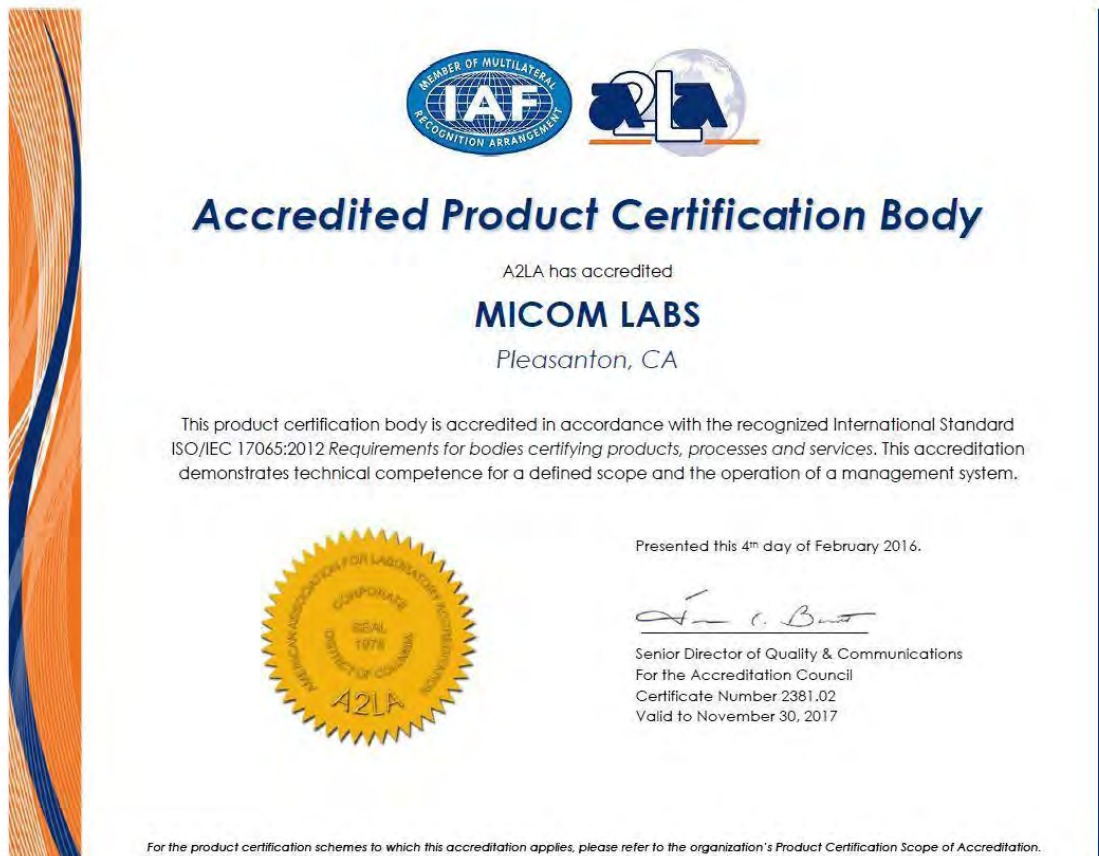 MEMBER OF MULTILATERAL
IAF
RECOGNITION ARRANGEMENT
A2LA
Accredited Product Certification Body
A2LA has accredited
MICOM LABS
Pleasanton, CA
This product certification body is accredited in accordance with the recognized International Standard
ISO/IEC 17065:2012 Requirements for bodies certifying products, processes and services. This accreditation
demonstrates technical competence for a defined scope and the operation of a management system.
AMERICAN ASSOCIATION FOR LABORATORY ACCREDITATION
CORPORATE
SEAL
1978
DISTRICT OF COLUMBIA
A2LA
Presented this 4th day of February 2016.
Senior Director of Quality & Communications
For the Accreditation Council
Certificate Number 2381.02
Valid to November 30, 2017
For the product certification schemes to which this accreditation applies, please refer to the organization's Product Certification Scope of Accreditation.